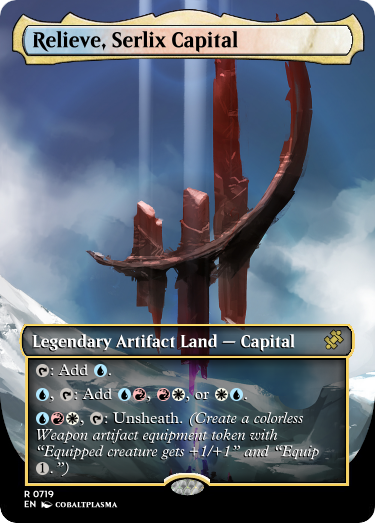 Relieve, Serlix Capital
Legendary Artifact Land — Capital
: Add .
, : Add , , or .
, : Unsheath. (Create a colorless
Weapon artifact equipment token with
“Equipped creature gets +1/+1” and “Equip
1.”)
R 0719
EN COBALTPLASMA